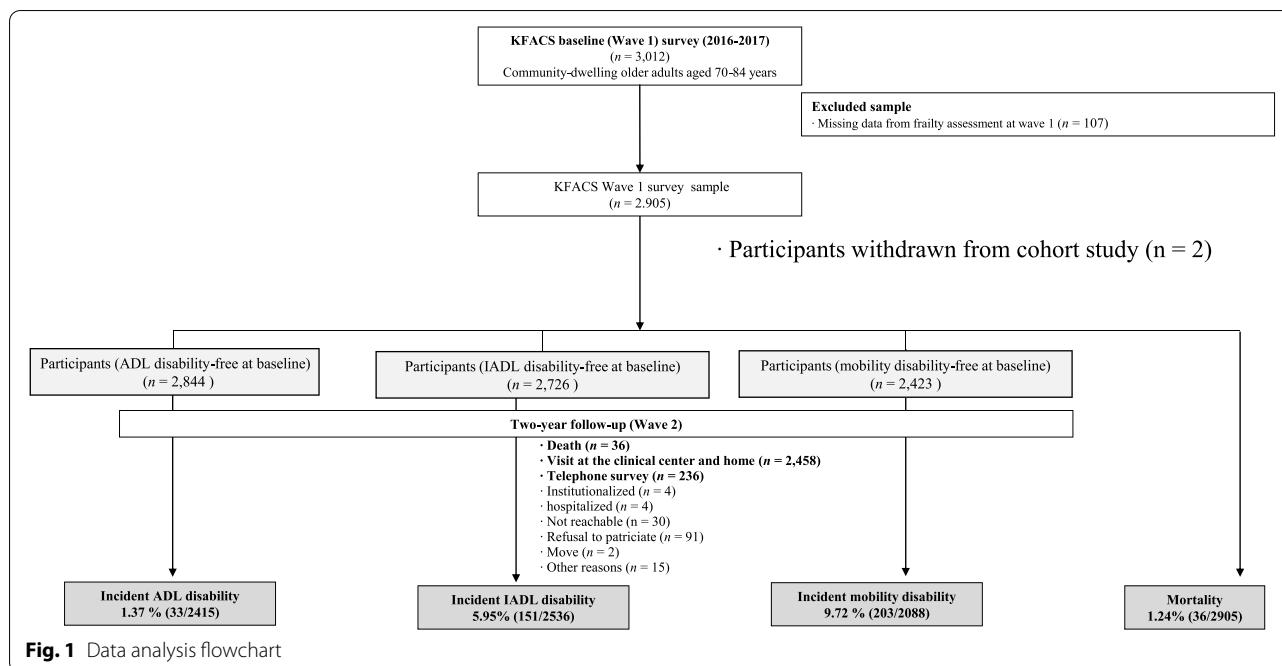 KFACS baseline (Wave 1) survey (2016-2017)
(n = 3,012)
Community-dwelling older adults aged 70-84 years
Excluded sample
· Missing data from frailty assessment at wave 1 (n = 107)
KFACS Wave 1 survey sample
(n = 2.905)
· Participants withdrawn from cohort study (n = 2)
Participants (ADL disability-free at baseline)
(n = 2,844 )
Participants (IADL disability-free at baseline)
(n = 2,726 )
Participants (mobility disability-free at baseline)
(n = 2,423 )
Two-year follow-up (Wave 2)
· Death (n = 36)
· Visit at the clinical center and home (n = 2,458)
· Telephone survey (n = 236)
· Institutionalized (n = 4)
· hospitalized (n = 4)
· Not reachable (n = 30)
· Refusal to patriciate (n = 91)
· Move (n = 2)
· Other reasons (n = 15)
Incident ADL disability
1.37 % (33/2415)
Incident IADL disability
5.95% (151/2536)
Incident mobility disability
9.72 % (203/2088)
Mortality
1.24% (36/2905)
Fig. 1 Data analysis flowchart